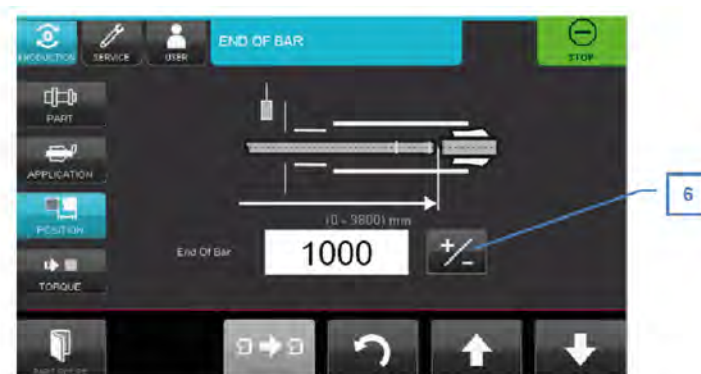 PRODUCTION
SERVICE
USER
END OF BAR
STOP
PART
APPLICATION
POSITION
TORQUE
(0 - 3800) mm
End Of Bar
1000
+/-
6